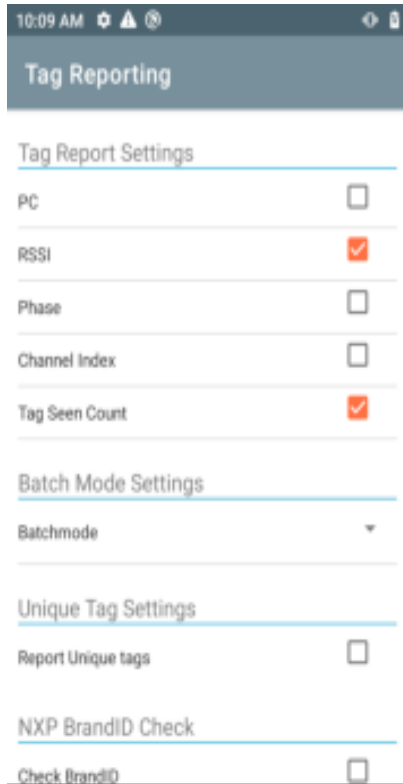 10:09 AM
Tag Reporting
Tag Report Settings
PC
RSSI
Phase
Channel Index
Tag Seen Count
Batch Mode Settings
Batchmode
Unique Tag Settings
Report Unique tags
NXP BrandID Check
Check BrandID